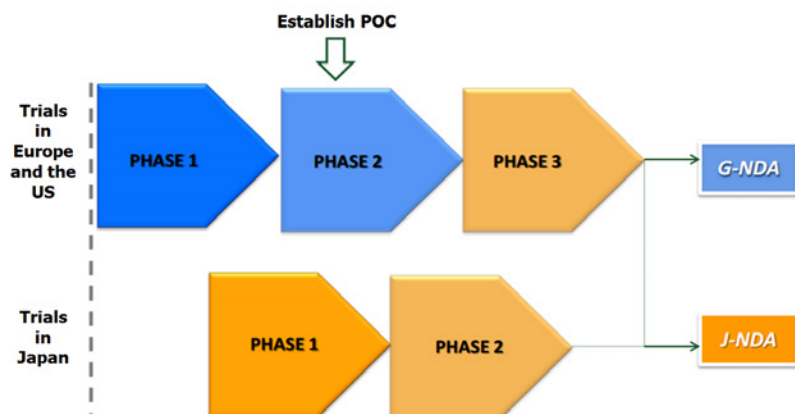 Establish POC
Trials
in
Europe
and the
US
PHASE 1
PHASE 2
PHASE 3
G-NDA
Trials
in
Japan
PHASE 1
PHASE 2
J-NDA